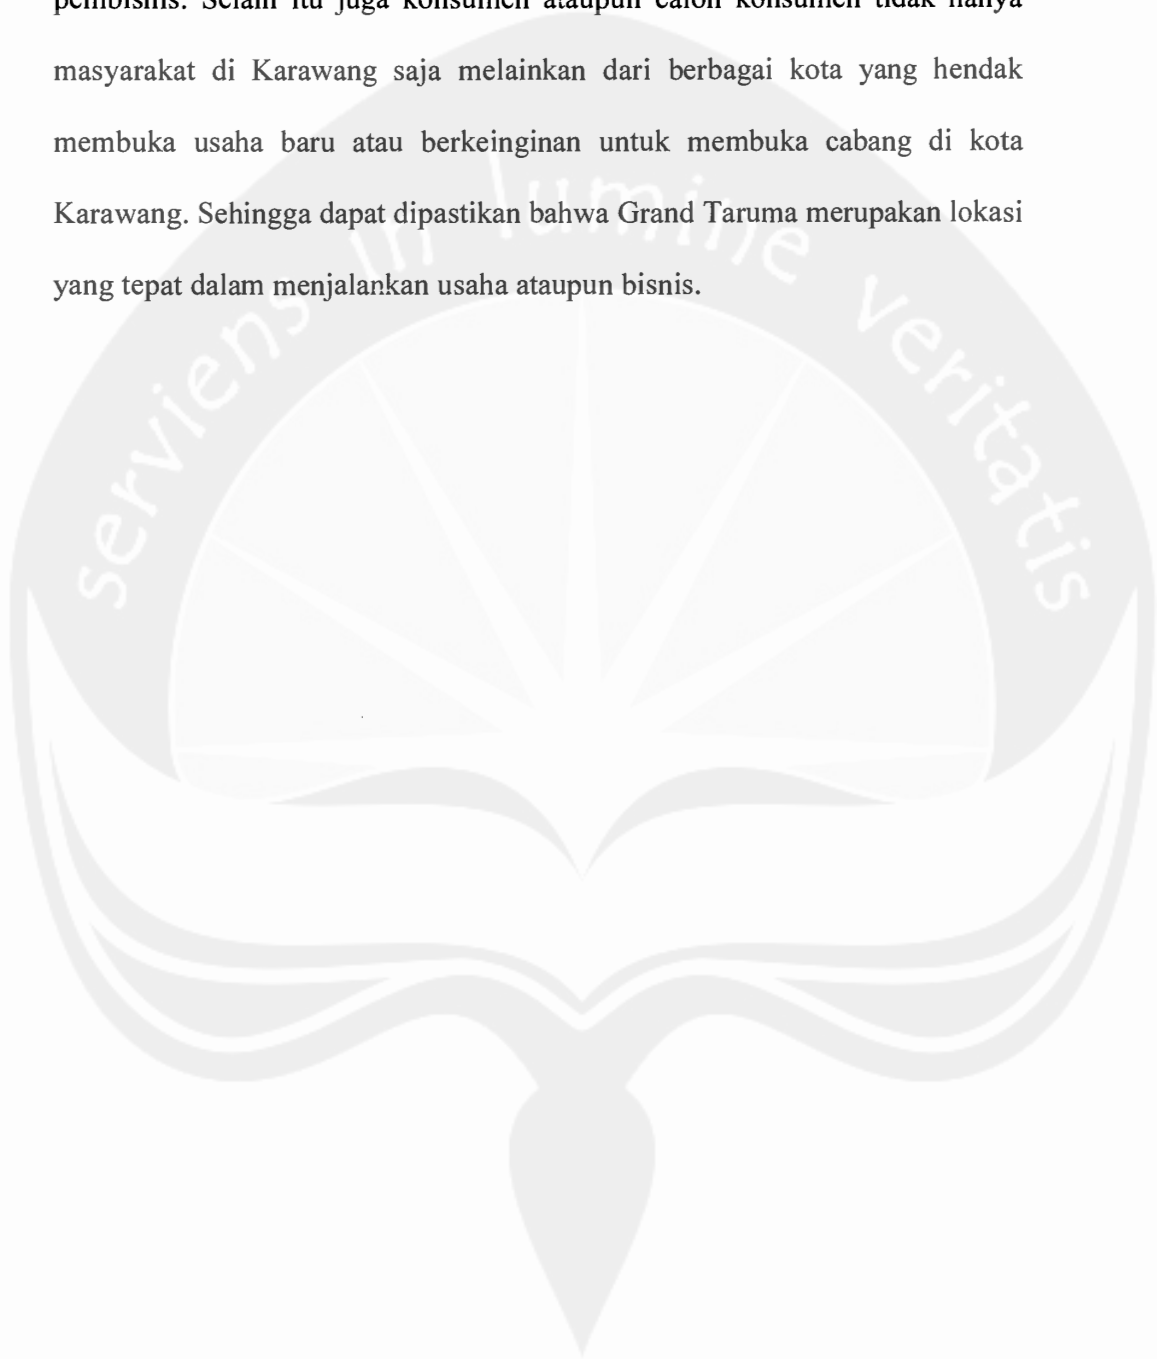 pembisnis. Selain itu juga konsumen ataupun calon konsumen tidak hanya
masyarakat di Karawang saja melainkan dari berbagai kota yang hendak
membuka usaha baru atau berkeinginan untuk membuka cabang di kota
Karawang. Sehingga dapat dipastikan bahwa Grand Taruma merupakan lokasi
yang tepat dalam menjalankan usaha ataupun bisnis.
serviens in lumine veritatis